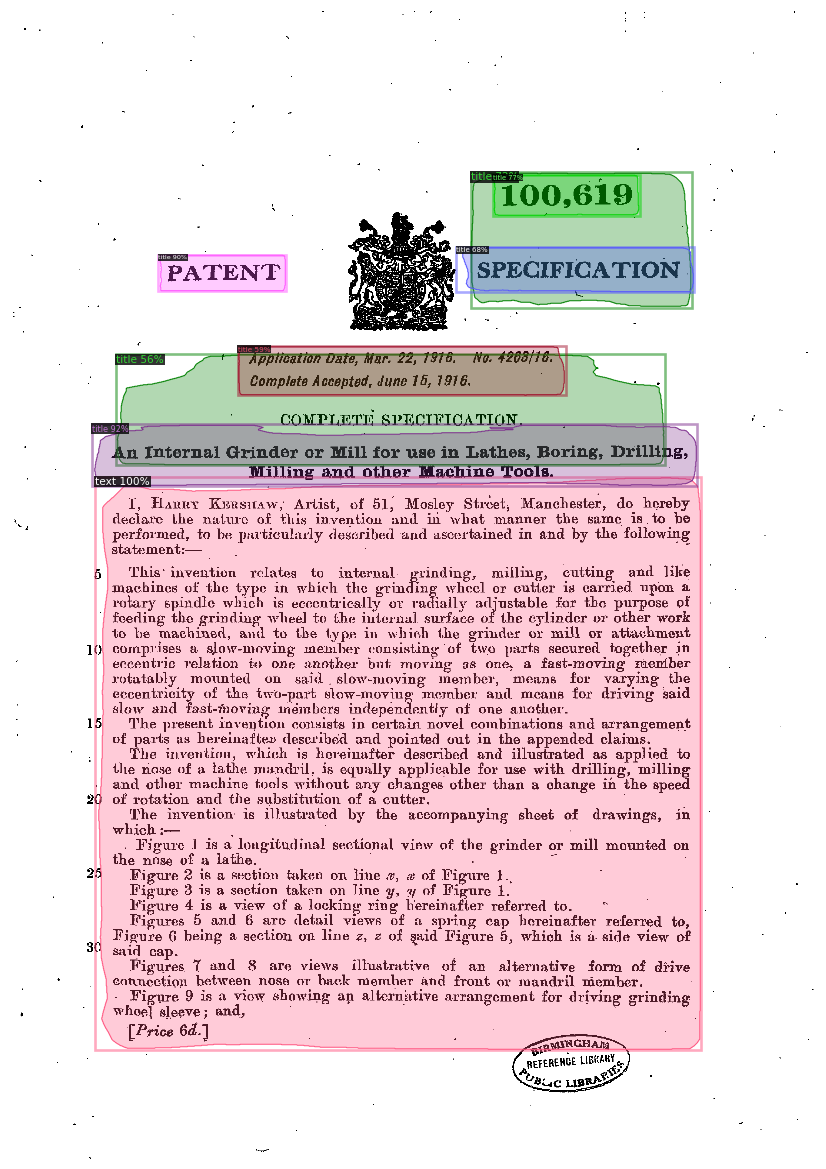 title 77%
100,619
title 90%
PATENT
title 68%
SPECIFICATION
title 59%
title 56%
Application Date, Mar. 22, 1916. No. 4268/16.
Complete Accepted, June 15, 1916.
COMPLETE SPECIFICATION.
title 92%
An Internal Grinder or Mill for use in Lathes, Boring, Drilling,
Milling and other Machine Tools.
text 100%
I, HARRY KERSHAW, Artist, of 51, Mosley Street, Manchester, do hereby
declare the nature of this invention and in what manner the same is to be
performed, to be particularly described and ascertained in and by the following
statement:—
5 This invention relates to internal grinding, milling, cutting and like
machines of the type in which the grinding wheel or cutter is carried upon a
rotary spindle which is eccentrically or radially adjustable for the purpose of
feeding the grinding wheel to the internal surface of the cylinder or other work
to be machined, and to the type in which the grinder or mill or attachment
10 comprises a slow-moving member consisting of two parts secured together in
eccentric relation to one another but moving as one, a fast-moving member
rotatably mounted on said slow-moving member, means for varying the
eccentricity of the two-part slow-moving member and means for driving said
slow and fast-moving members independently of one another.
15 The present invention consists in certain novel combinations and arrangement
of parts as hereinafter described and pointed out in the appended claims.
The invention, which is hereinafter described and illustrated as applied to
the nose of a lathe mandril, is equally applicable for use with drilling, milling
and other machine tools without any changes other than a change in the speed
20 of rotation and the substitution of a cutter.
The invention is illustrated by the accompanying sheet of drawings, in
which:—
Figure 1 is a longitudinal sectional view of the grinder or mill mounted on
the nose of a lathe.
25 Figure 2 is a section taken on line x, x of Figure 1.
Figure 3 is a section taken on line y, y of Figure 1.
Figure 4 is a view of a locking ring hereinafter referred to.
Figures 5 and 6 are detail views of a spring cap hereinafter referred to,
Figure 6 being a section on line z, z of said Figure 5, which is a side view of
30 said cap.
Figures 7 and 8 are views illustrative of an alternative form of drive
connection between nose or back member and front or mandril member.
Figure 9 is a view showing an alternative arrangement for driving grinding
wheel sleeve; and,
[Price 6d.]
BIRMINGHAM
REFERENCE LIBRARY
PUBLIC LIBRARIES